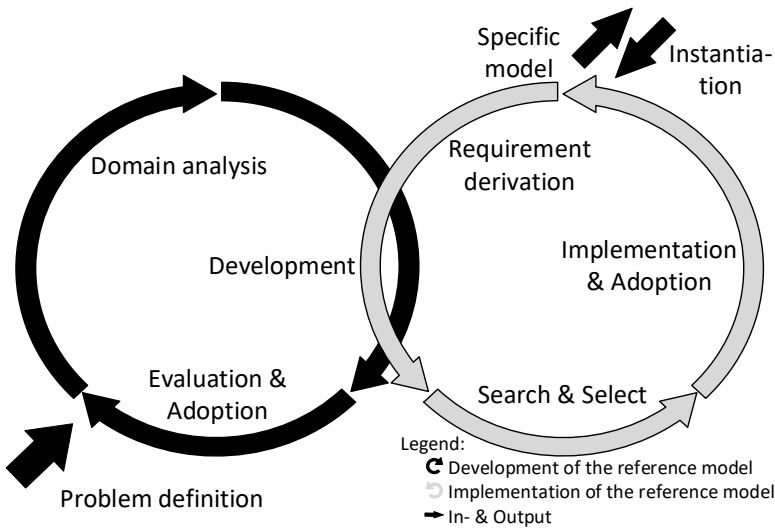 Specific
model
Instantia-
tion
Domain analysis
Requirement
derivation
Development
Implementation
& Adoption
Evaluation &
Adoption
Search & Select
Problem definition
Legend:
Development of the reference model
Implementation of the reference model
In- & Output